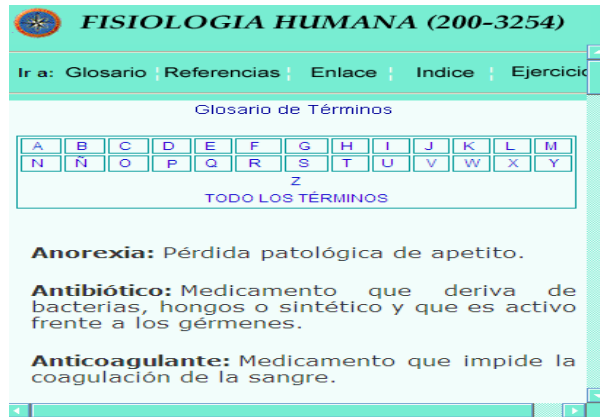 FISIOLOGIA HUMANA (200-3254)
Ir a: Glosario Referencias Enlace Indice Ejercicio
Glosario de Términos
A B C D E F G H I J K L M
N Ñ O P Q R S T U V W X Y
Z
TODO LOS TÉRMINOS
Anorexia: Pérdida patológica de apetito.
Antibiótico: Medicamento que deriva de
bacterias, hongos o sintético y que es activo
frente a los gérmenes.
Anticoagulante: Medicamento que impide la
coagulación de la sangre.